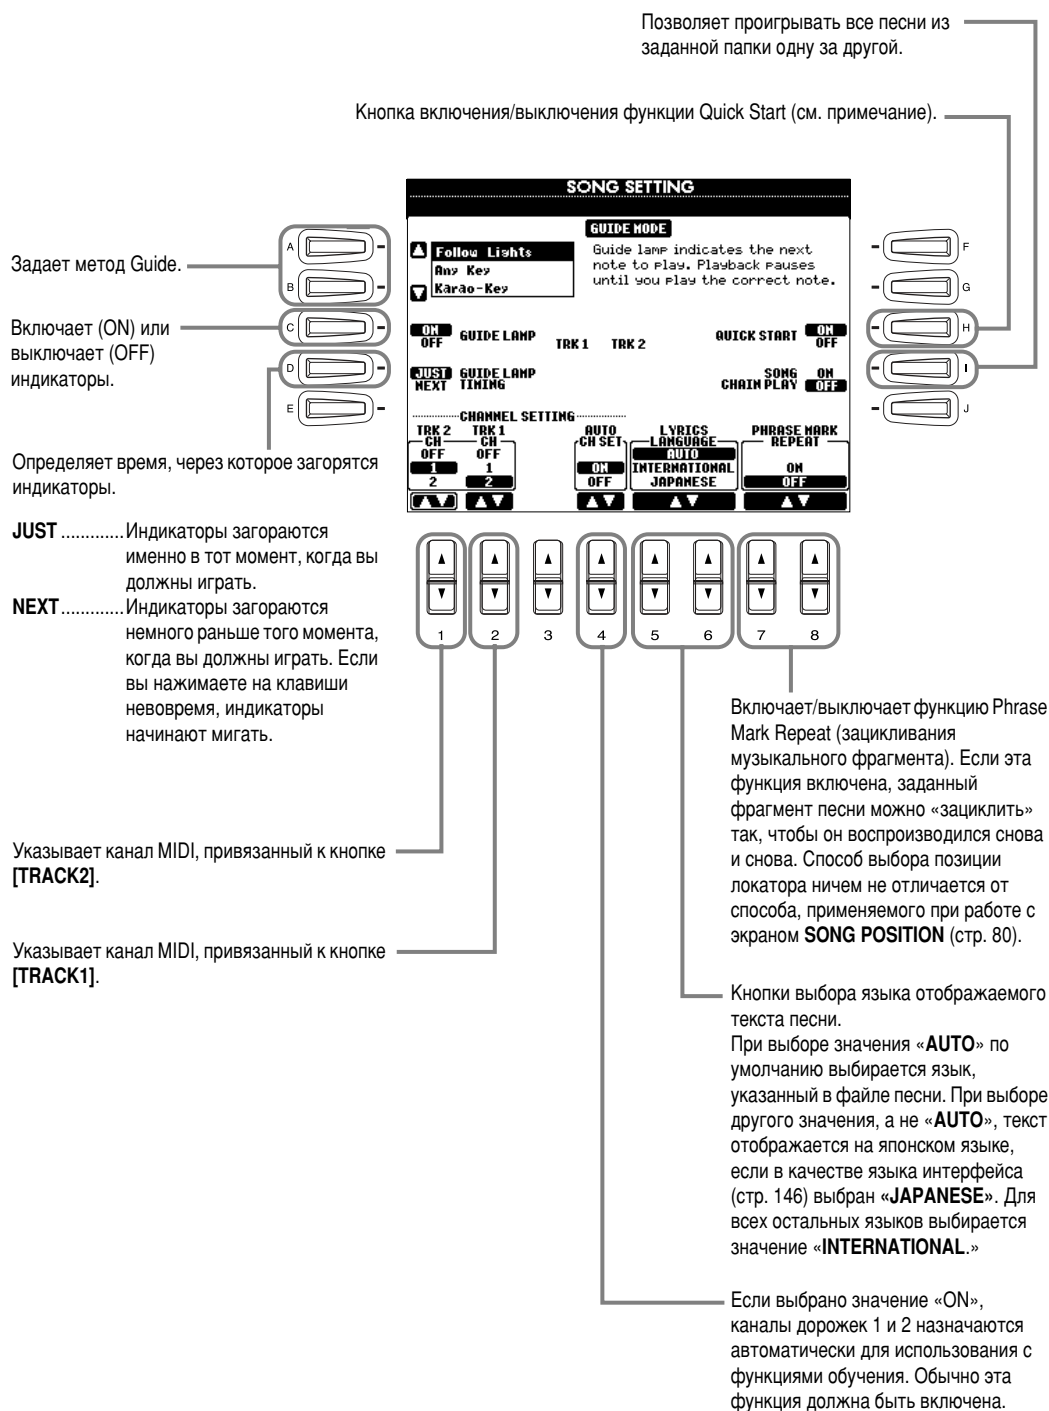 Позволяет проигрывать все песни из
заданной папки одну за другой.
Кнопка включения/выключения функции Quick Start (см. примечание).
SONG SETTING
GUIDE MODE
Follow Lights
Any Key
Karao-Key
Guide lamp indicates the next
note to play. Playback pauses
until you play the correct note.
A
B
C
D
E
F
G
H
I
J
Задает метод Guide.
Включает (ON) или
выключает (OFF)
индикаторы.
ON
OFF
GUIDE LAMP
TRK 1 TRK 2
QUICK START
ON
OFF
JUST
NEXT
GUIDE LAMP
TIMING
SONG
CHAIN PLAY
ON
OFF
CHANNEL SETTING
TRK 2
CH
OFF
1
2
TRK 1
CH
OFF
1
2
AUTO
CH SET
ON
OFF
LYRICS
LANGUAGE
AUTO
INTERNATIONAL
JAPANESE
PHRASE MARK
REPEAT
ON
OFF
1 2 3 4 5 6 7 8
Определяет время, через которое загорятся
индикаторы.
JUST .............Индикаторы загораются
именно в тот момент, когда вы
должны играть.
NEXT.............Индикаторы загораются
немного раньше того момента,
когда вы должны играть. Если
вы нажимаете на клавиши
невовремя, индикаторы
начинают мигать.
Указывает канал MIDI, привязанный к кнопке
[TRACK2].
Указывает канал MIDI, привязанный к кнопке
[TRACK1].
Включает/выключает функцию Phrase
Mark Repeat (зацикливания
музыкального фрагмента). Если эта
функция включена, заданный
фрагмент песни можно «зациклить»
так, чтобы он воспроизводился снова
и снова. Способ выбора позиции
локатора ничем не отличается от
способа, применяемого при работе с
экраном SONG POSITION (стр. 80).
Кнопки выбора языка отображаемого
текста песни.
При выборе значения «AUTO» по
умолчанию выбирается язык,
указанный в файле песни. При выборе
другого значения, а не «AUTO», текст
отображается на японском языке,
если в качестве языка интерфейса
(стр. 146) выбран «JAPANESE». Для
всех остальных языков выбирается
значение «INTERNATIONAL.»
Если выбрано значение «ON»,
каналы дорожек 1 и 2 назначаются
автоматически для использования с
функциями обучения. Обычно эта
функция должна быть включена.